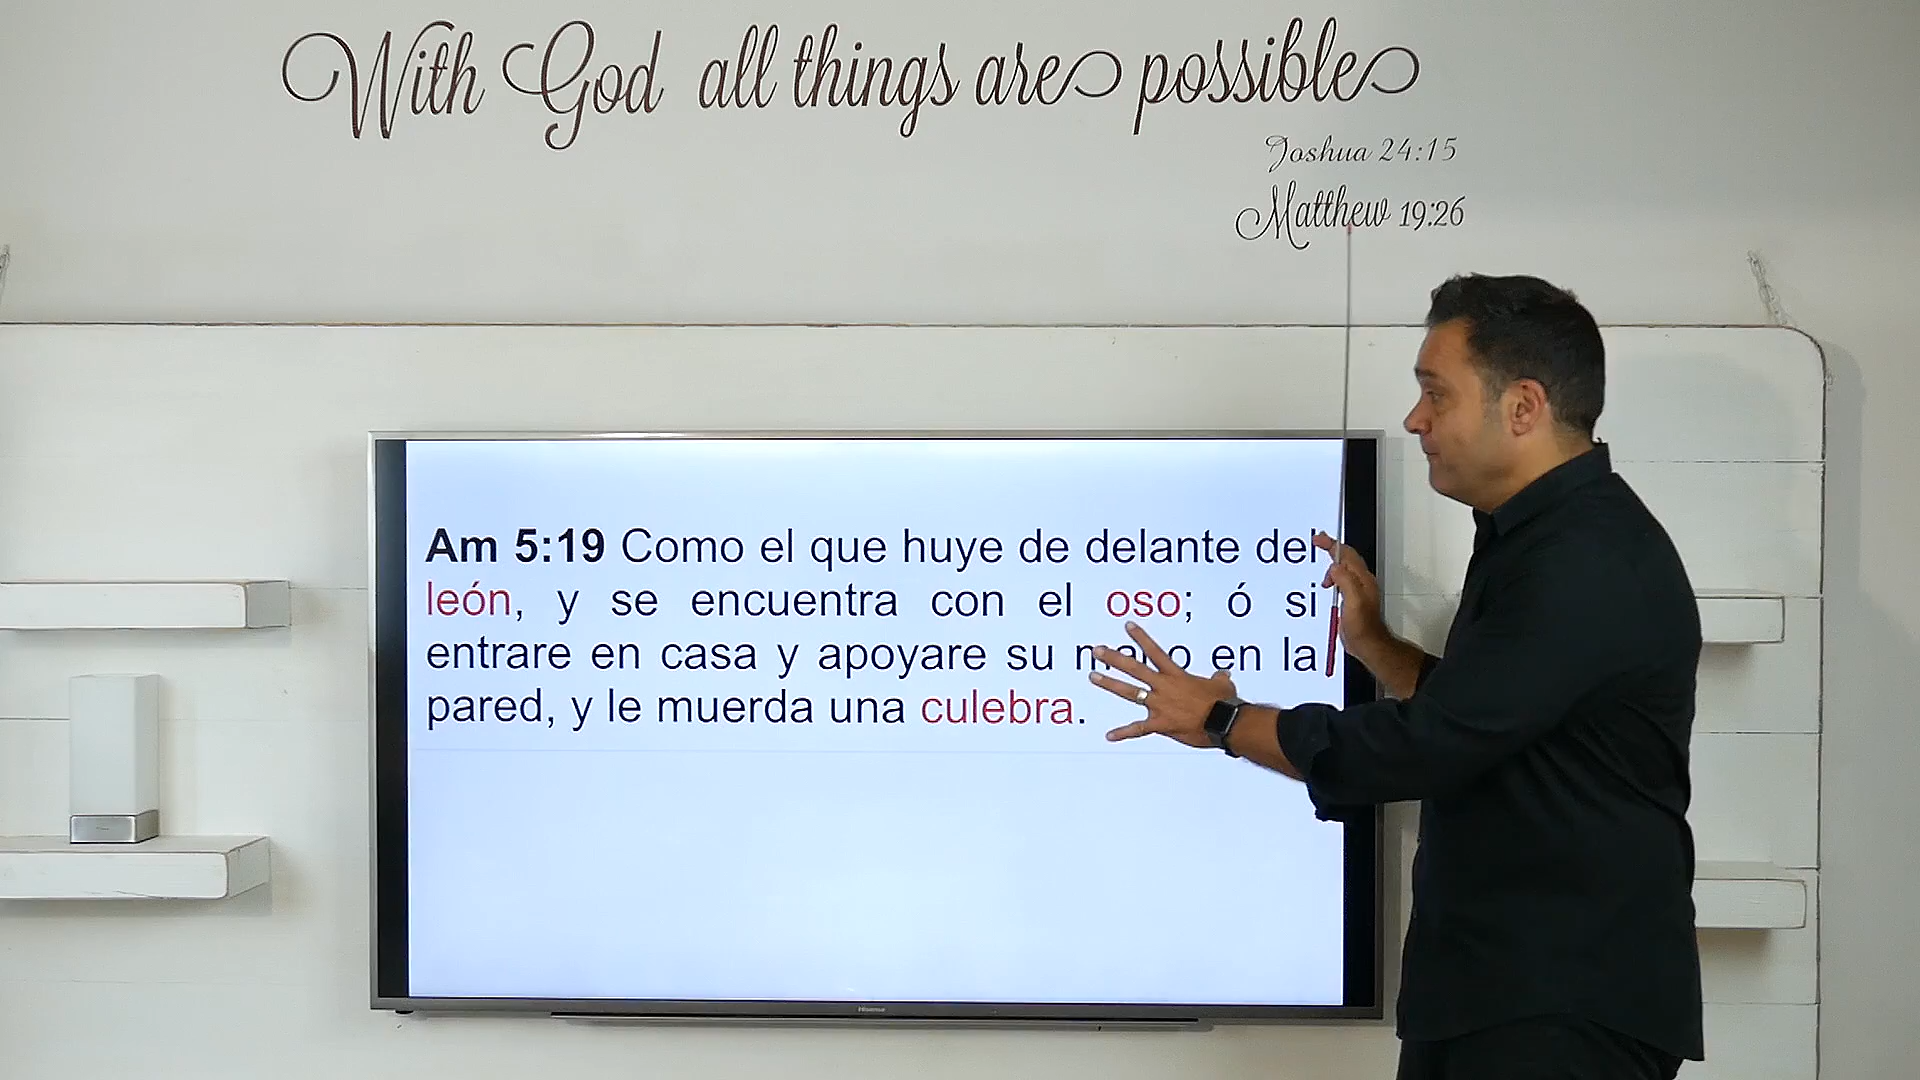 With God all things are possible
Joshua 24:15
Matthew 19:26
Am 5:19 Como el que huye de delante del
león, y se encuentra con el oso; ó si
entrare en casa y apoyare su mano en la
pared, y le muerda una culebra.
Hisense